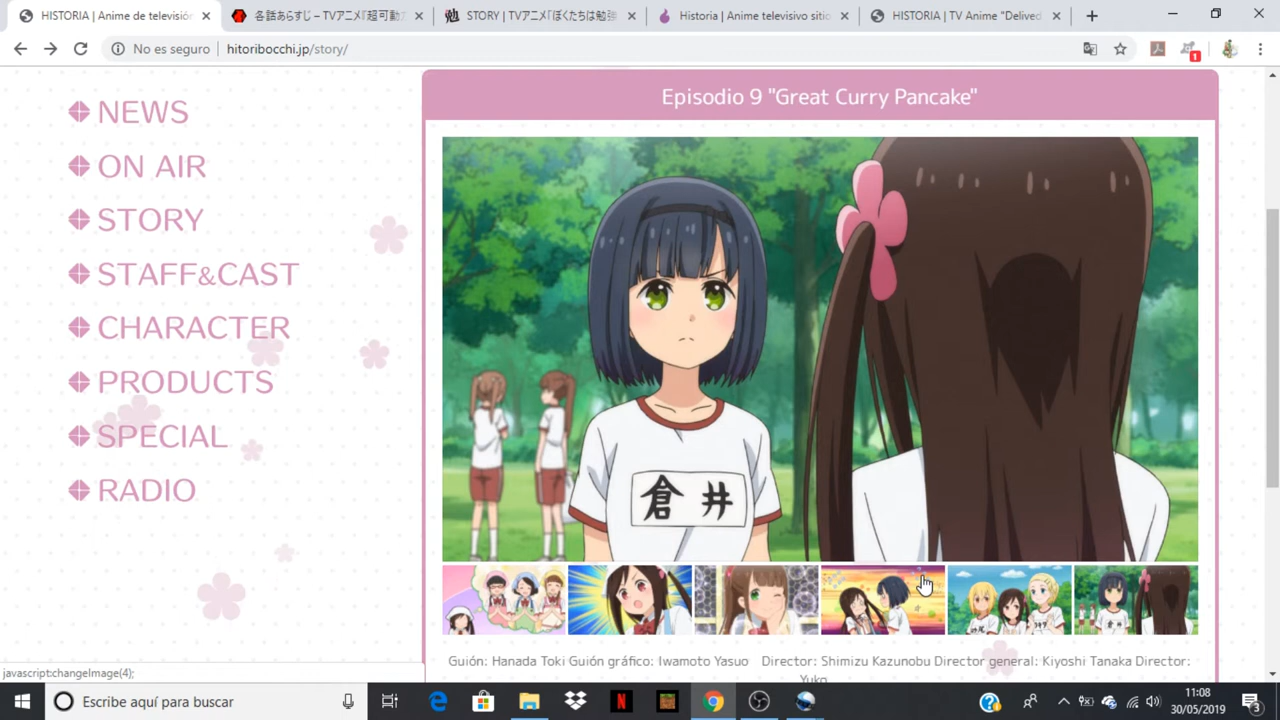 HISTORIA | Anime de televisión
各話あらすじ – TVアニメ「超可動
STORY | TVアニメ「ぼくたちは勉強
Historia | Anime televisivo sitio
HISTORIA | TV Anime "Delived
No es seguro
hitoribocchi.jp/story/
1
NEWS
ON AIR
STORY
STAFF&CAST
CHARACTER
PRODUCTS
SPECIAL
RADIO
Episodio 9 "Great Curry Pancake"
倉井
Guión: Hanada Toki Guión gráfico: Iwamoto Yasuo Director: Shimizu Kazunobu Director general: Kiyoshi Tanaka Director:
Yuko
javascript:changeImage(4);
Escribe aquí para buscar
11:08
30/05/2019
3